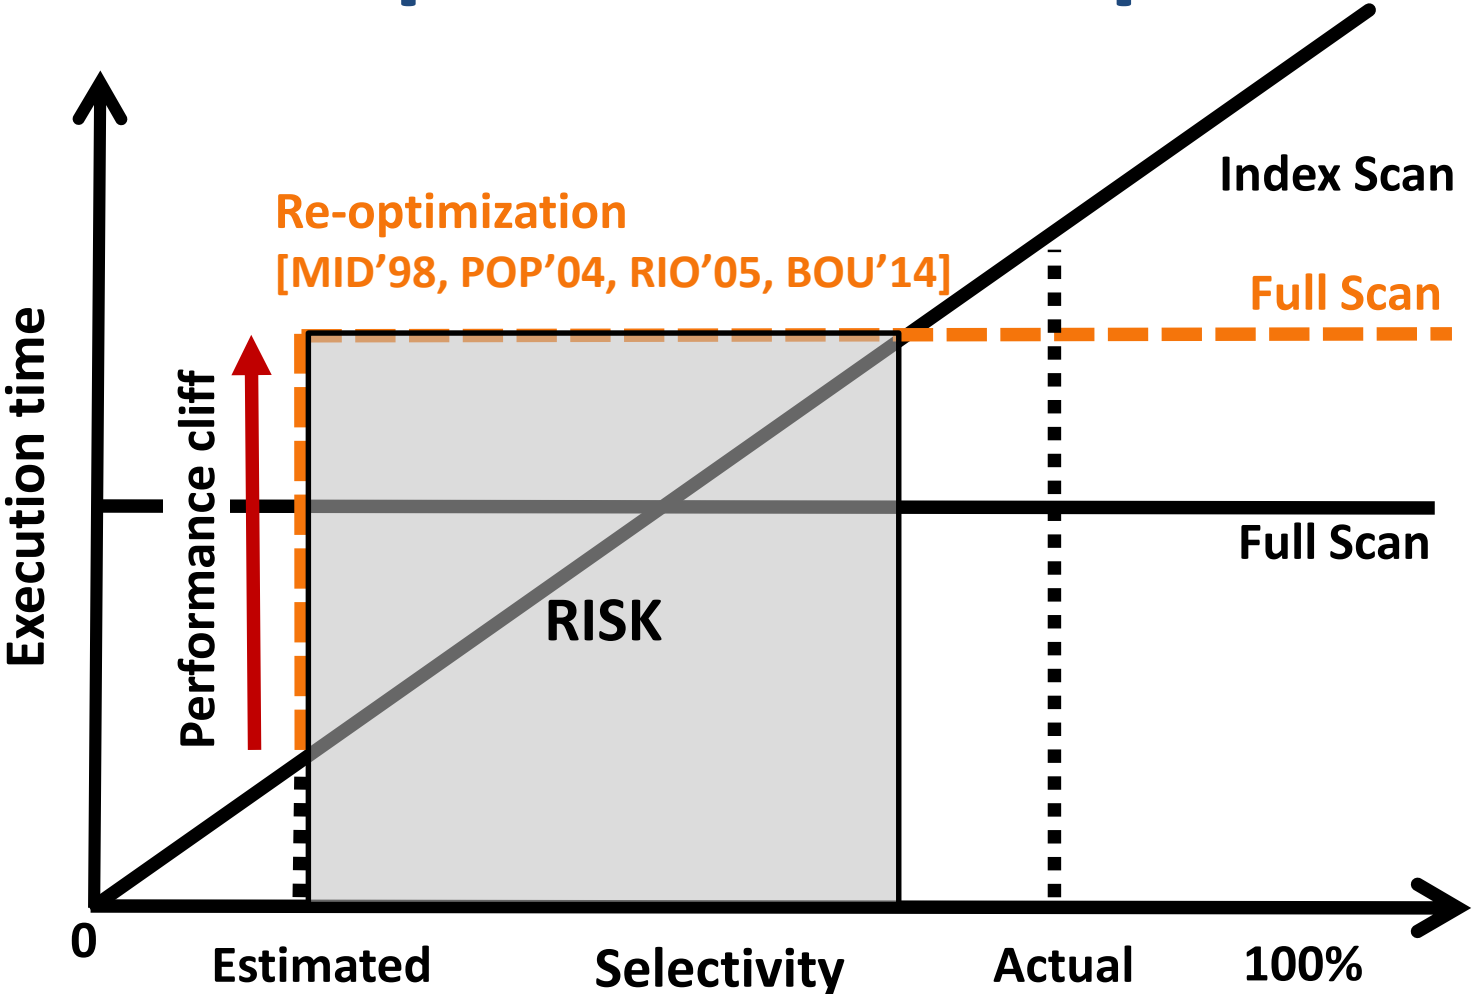 Index Scan
Re-optimization
[MID’98, POP’04, RIO’05, BOU’14]
Full Scan
Execution time
Performance cliff
Full Scan
RISK
0
Estimated
Selectivity
Actual
100%